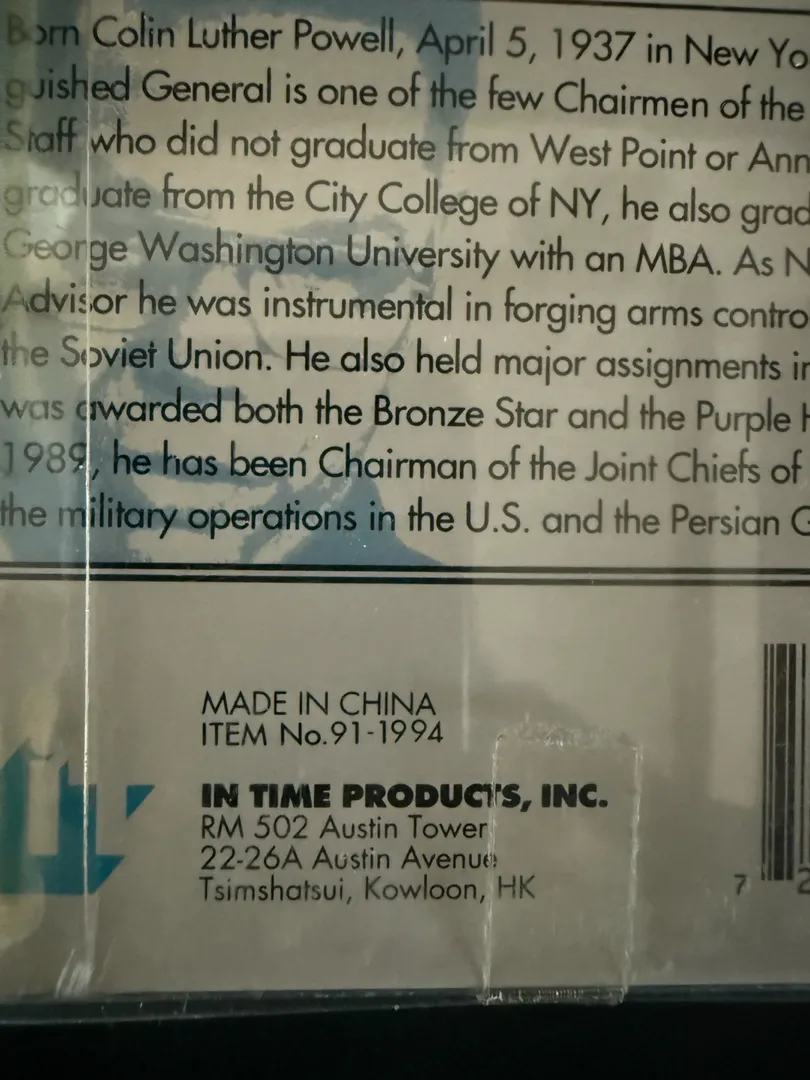 Born Colin Luther Powell, April 5, 1937 in New Yo
guished General is one of the few Chairmen of the
Staff who did not graduate from West Point or Ann
graduate from the City College of NY, he also grad
George Washington University with an MBA. As N
Advisor he was instrumental in forging arms contro
the Soviet Union. He also held major assignments in
was awarded both the Bronze Star and the Purple H
1989, he has been Chairman of the Joint Chiefs of
the military operations in the U.S. and the Persian G
MADE IN CHINA
ITEM No.91-1994
IN TIME PRODUCTS, INC.
RM 502 Austin Tower
22-26A Austin Avenue
Tsimshatsui, Kowloon, HK
7 2